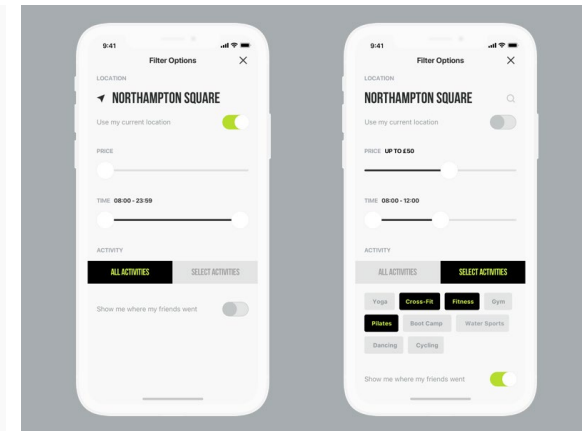 9:41
Filter Options
LOCATION
NORTHAMPTON SQUARE
Use my current location
PRICE
TIME 08:00 - 23:59
ACTIVITY
ALL ACTIVITIES SELECT ACTIVITIES
Show me where my friends went
9:41
Filter Options
LOCATION
NORTHAMPTON SQUARE
Use my current location
PRICE UP TO £50
TIME 08:00 - 12:00
ACTIVITY
ALL ACTIVITIES SELECT ACTIVITIES
Yoga Cross-Fit Fitness Gym
Pilates Boot Camp Water Sports
Dancing Cycling
Show me where my friends went